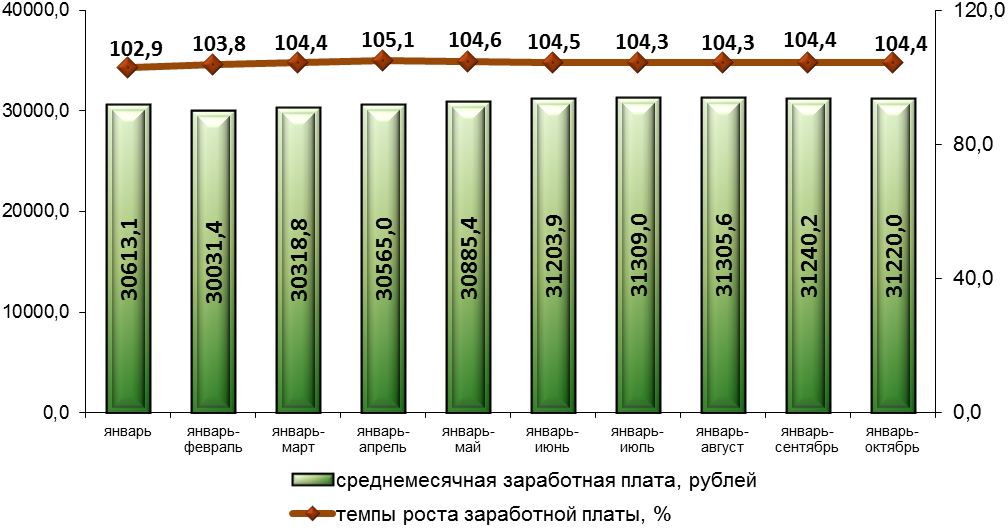 40000,0
30000,0
20000,0
10000,0
0,0
102,9 103,8 104,4 105,1 104,6 104,5 104,3 104,3 104,4 104,4
30613,1
30031,4
30318,8
30565,0
30885,4
31203,9
31309,0
31305,6
31240,2
31220,0
120,0
80,0
40,0
0,0
январь
январь-
февраль
январь-
март
январь-
апрель
январь-
май
январь-
июнь
январь-
июль
январь-
август
январь-
сентябрь
январь-
октябрь
среднемесячная заработная плата, рублей
темпы роста заработной платы, %